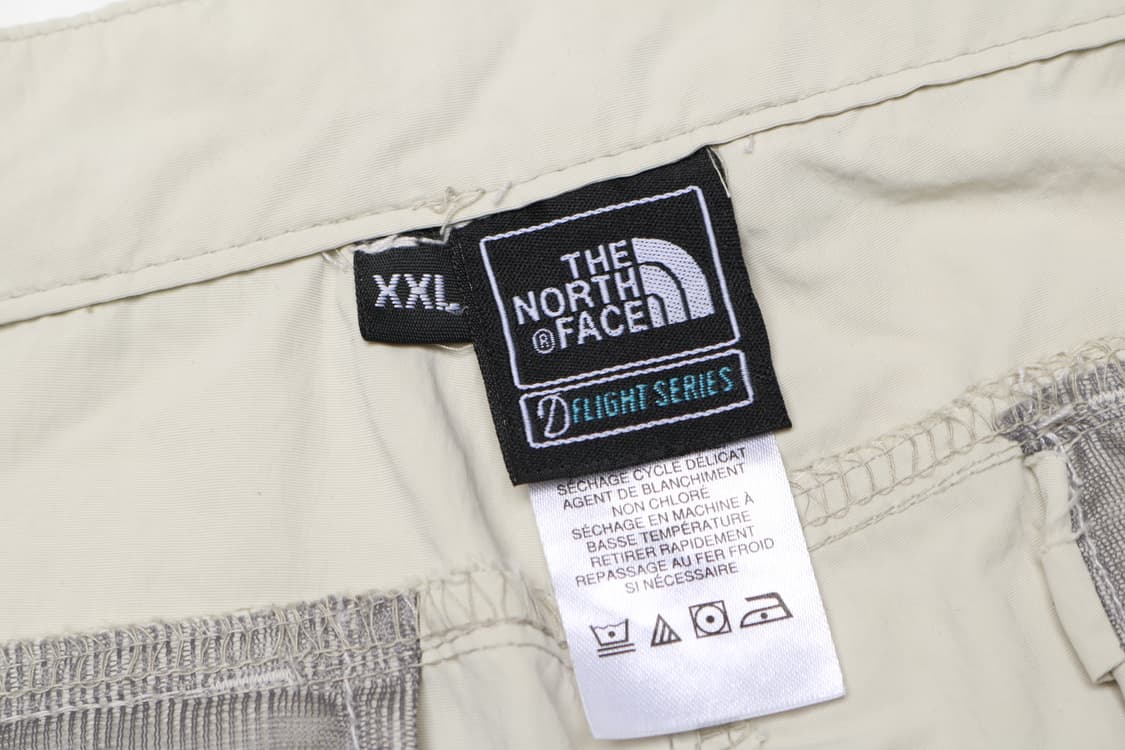 XXL
THE
NORTH
® FACE
FLIGHT SERIES
SÉCHAGE CYCLE DÉLICAT
AGENT DE BLANCHIMENT
NON CHLORÉ
SÉCHAGE EN MACHINE À
BASSE TEMPÉRATURE
RETIRER RAPIDEMENT
REPASSAGE AU FER FROID
SI NÉCESSAIRE